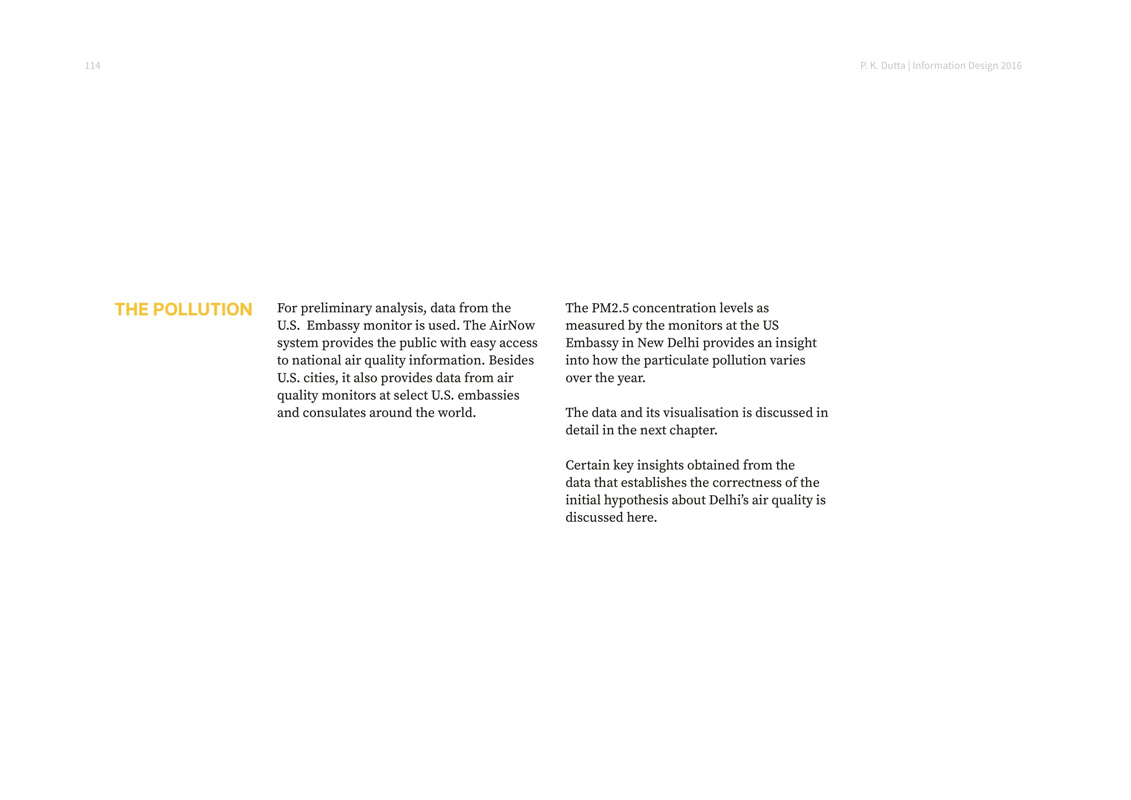 114
P. K. Dutta | Information Design 2016
THE POLLUTION
For preliminary analysis, data from the
U.S.  Embassy monitor is used. The AirNow
system provides the public with easy access
to national air quality information. Besides
U.S. cities, it also provides data from air
quality monitors at select U.S. embassies
and consulates around the world.
The PM2.5 concentration levels as
measured by the monitors at the US
Embassy in New Delhi provides an insight
into how the particulate pollution varies
over the year.
The data and its visualisation is discussed in
detail in the next chapter.
Certain key insights obtained from the
data that establishes the correctness of the
initial hypothesis about Delhi’s air quality is
discussed here.